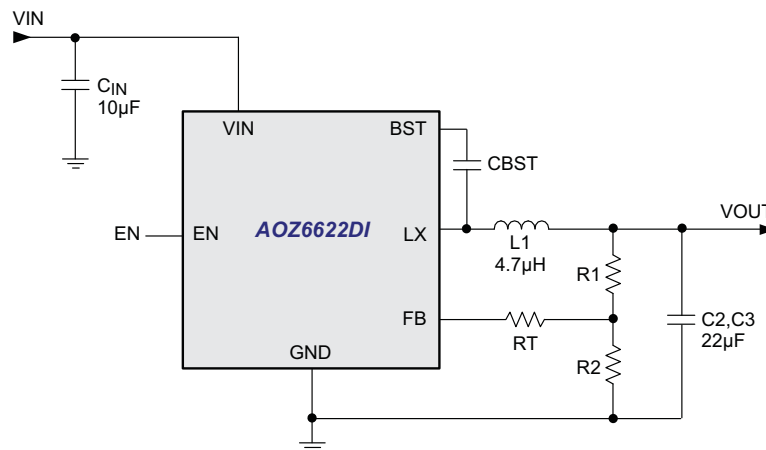 VIN
CIN
10µF
VIN
BST
CBST
EN
EN
AOZ6622DI
LX
L1
4.7µH
VOUT
R1
FB
RT
C2,C3
22µF
R2
GND